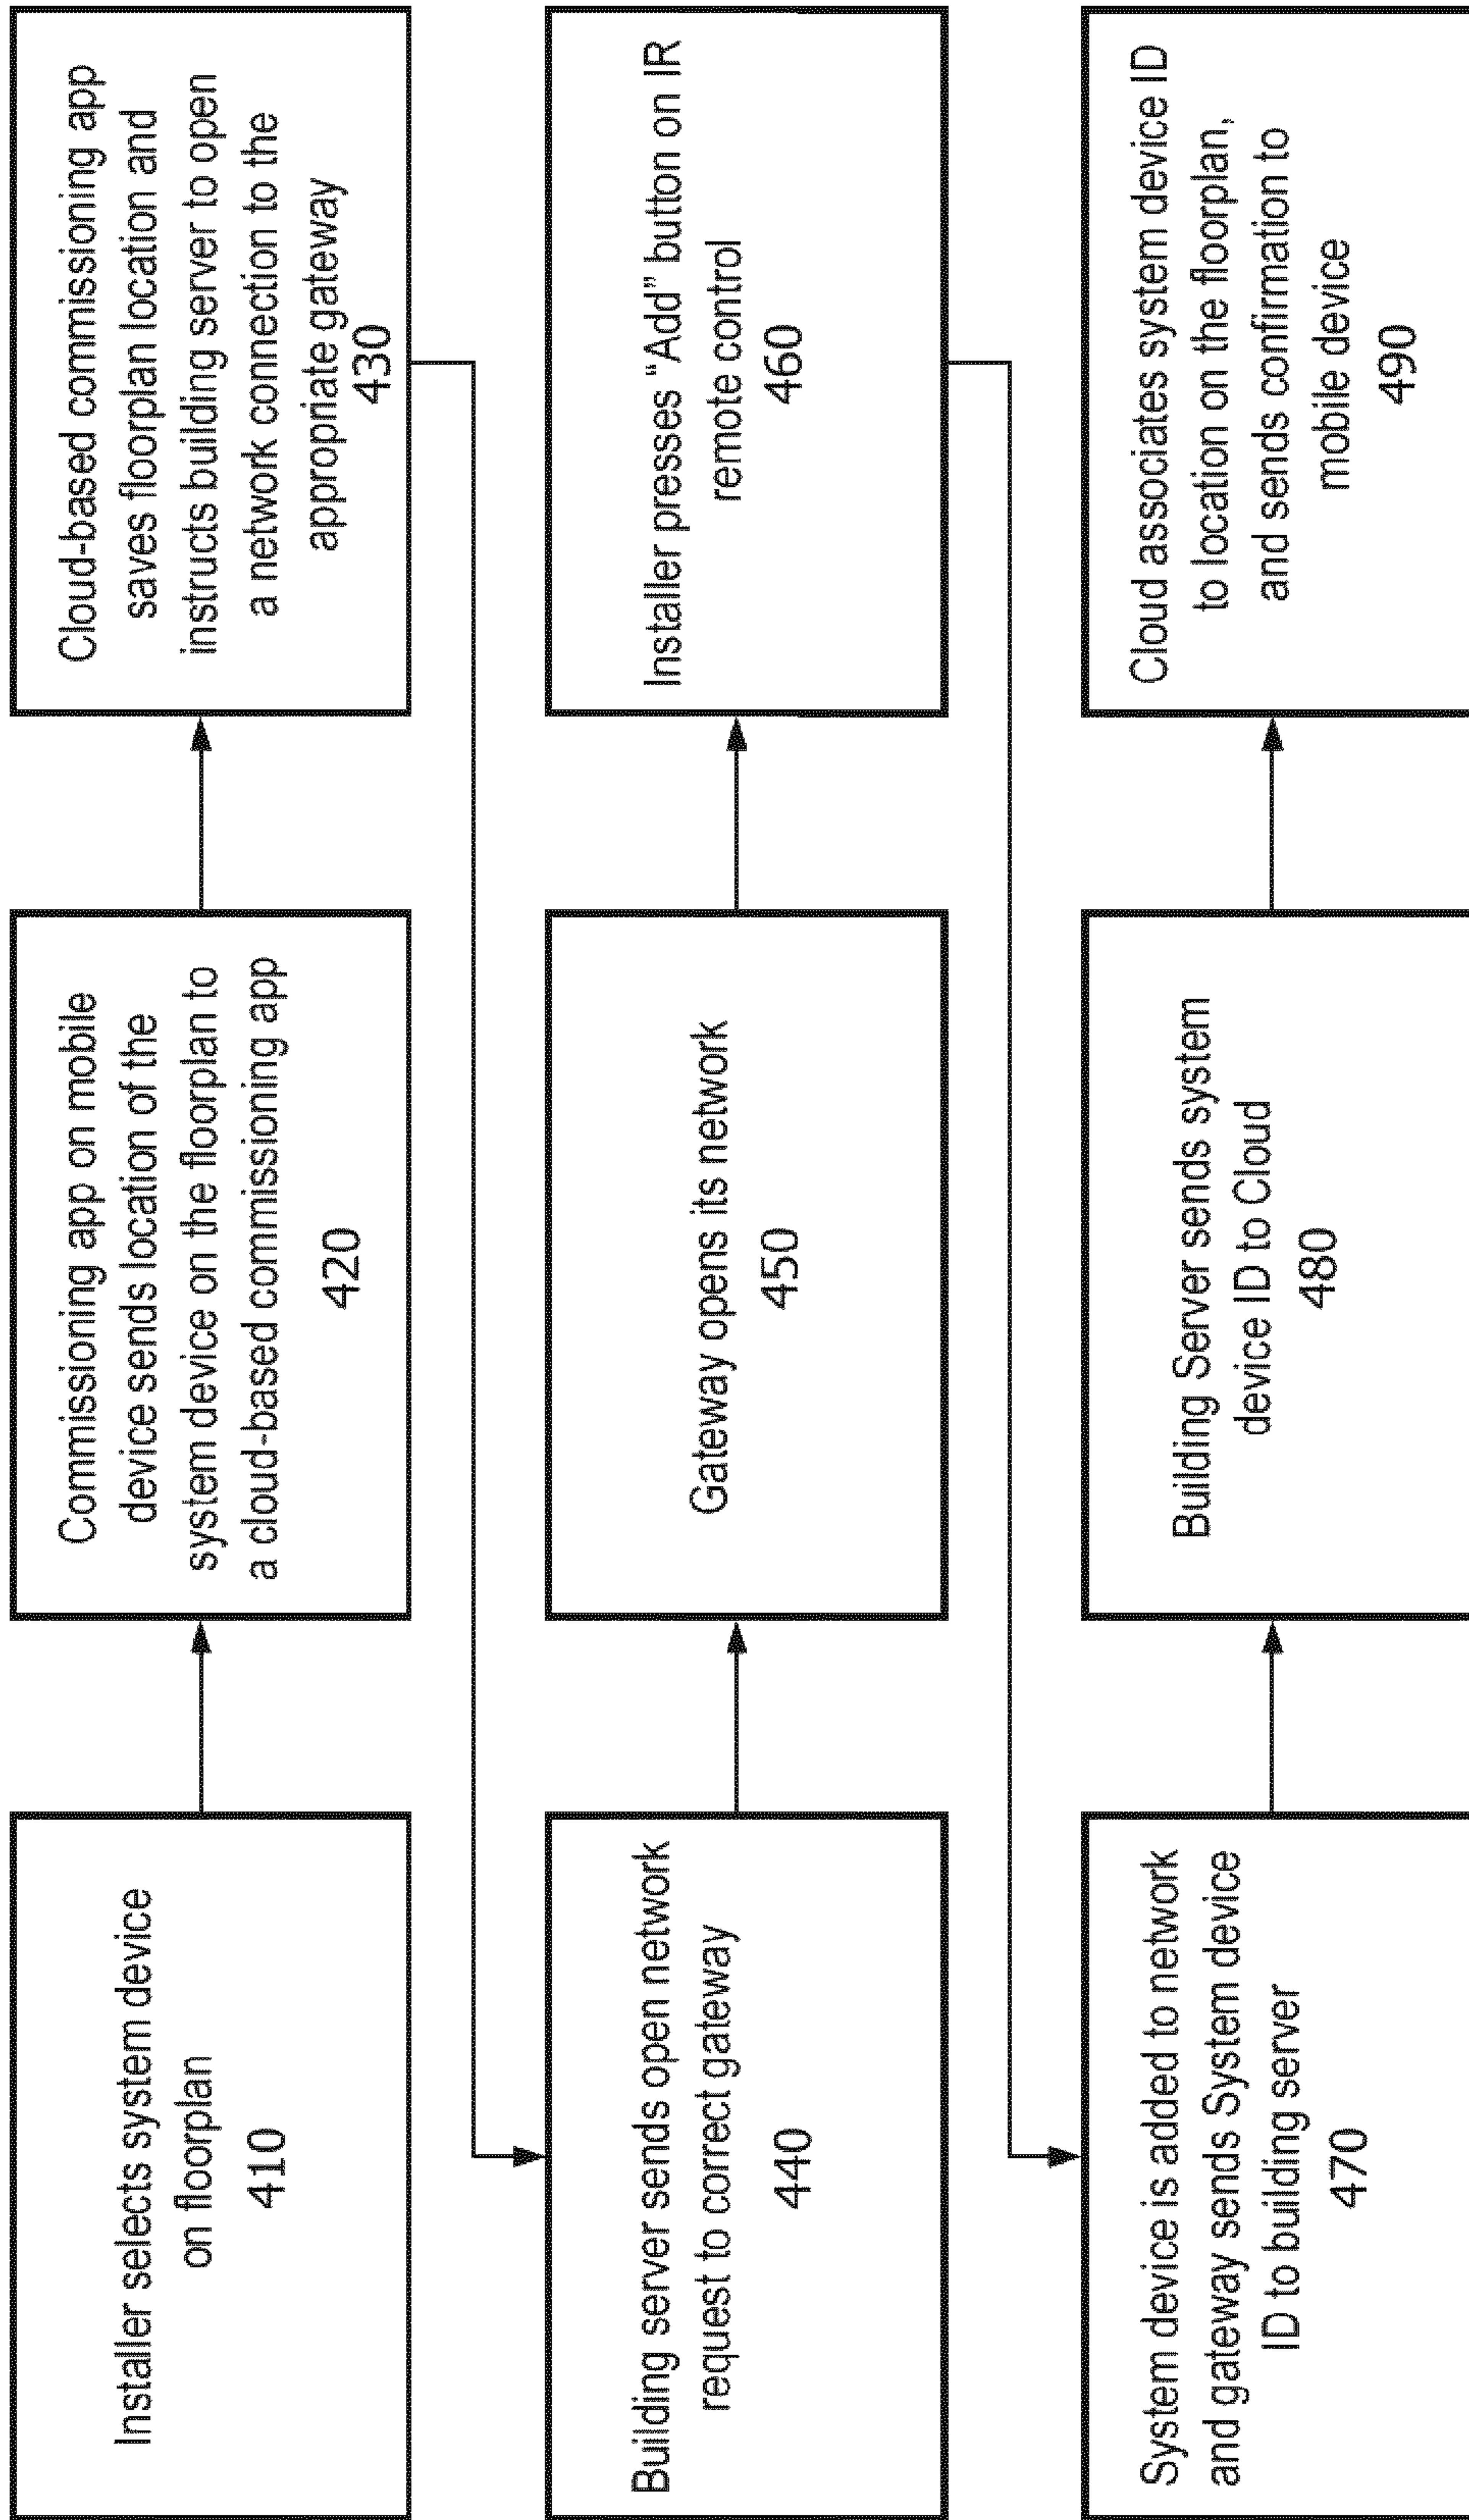 Installer selects system device
on floorplan
410
Commissioning app on mobile
device sends location of the
system device on the floorplan to
a cloud-based commissioning app
420
Cloud-based commissioning app
saves floorplan location and
instructs building server to open
a network connection to the
appropriate gateway
430
Building server sends open network
request to correct gateway
440
Gateway opens its network
450
Installer presses “Add” button on IR
remote control
460
System device is added to network
and gateway sends System device
ID to building server
470
Building Server sends system
device ID to Cloud
480
Cloud associates system device ID
to location on the floorplan,
and sends confirmation to
mobile device
490